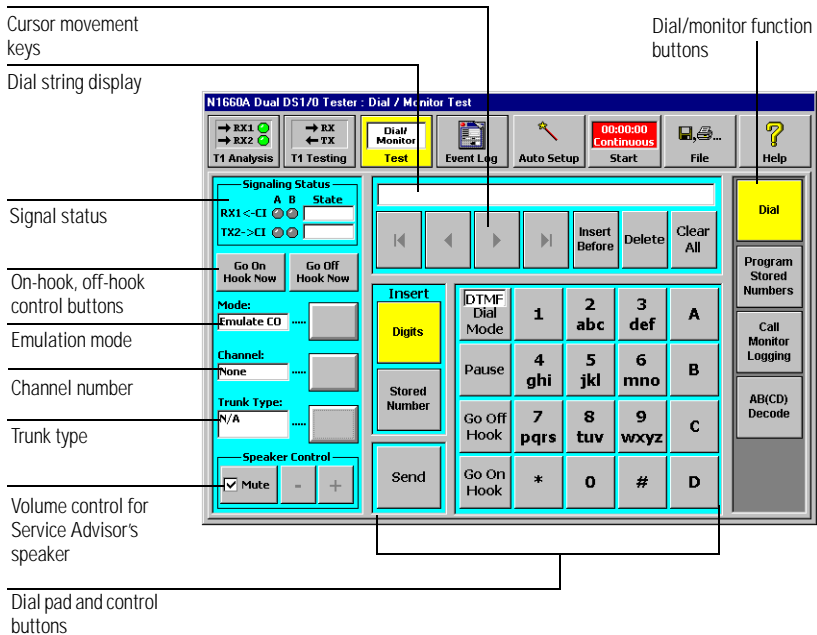 Cursor movement
keys
Dial/monitor function
buttons
Dial string display
N1660A Dual DS1/0 Tester : Dial / Monitor Test
RX1
RX2
T1 Analysis
RX
TX
T1 Testing
Dial/
Monitor
Test
Event Log
Auto Setup
00:00:00
Continuous
Start
...
File
Help
Signal status
Signaling Status
A B State
RX1<-CI
TX2->CI
Insert
Before
Delete
Clear
All
Dial
Program
Stored
Numbers
Call
Monitor
Logging
AB(CD)
Decode
On-hook, off-hook
control buttons
Go On
Hook Now
Go Off
Hook Now
Emulation mode
Mode:
Emulate CO .....
Channel number
Channel:
None .....
Trunk type
Trunk Type:
N/A .....
Insert
Digits
Stored
Number
Send
DTMF
Dial
Mode
1
2
abc
3
def
A
Pause
4
ghi
5
jkl
6
mno
B
Go Off
Hook
7
pqrs
8
tuv
9
wxyz
C
Go On
Hook
*
0
#
D
Speaker Control
Mute
-
+
Volume control for
Service Advisor's
speaker
Dial pad and control
buttons